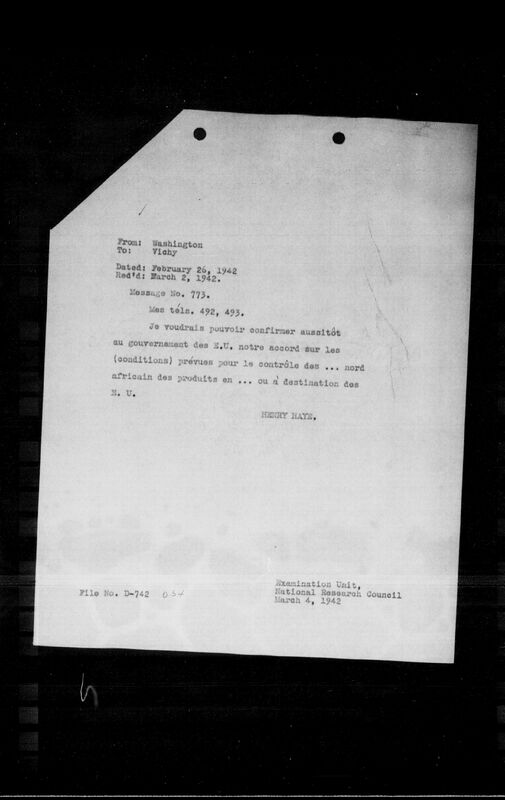 From: Washington
To: Vichy
Dated: February 26, 1942
Red'd: March 2, 1942.
Message No. 773.
Mes téls. 492, 493.
Je voudrais pouvoir confirmer aussitôt
au gouvernement des E.U. notre accord sur les
(conditions) prévues pour le contrôle des ... nord
africain des produits en ... ou à destination des
E. U.
HENRY HAYE.
Examination Unit,
National Research Council
March 4, 1942
File No. D-742